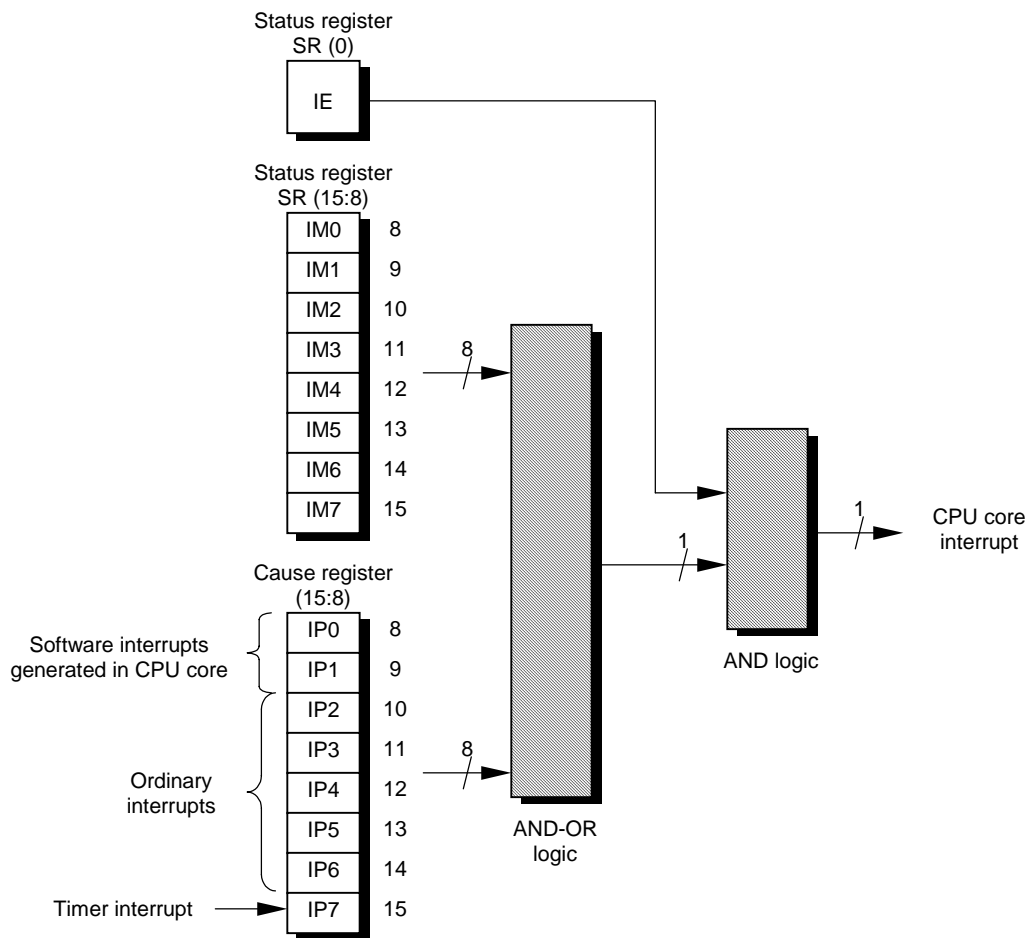 Status register
SR (0)
IE
Status register
SR (15:8)
IM0 8
IM1 9
IM2 10
IM3 11
IM4 12
IM5 13
IM6 14
IM7 15
8
Cause register
(15:8)
IP0 8
IP1 9
IP2 10
IP3 11
IP4 12
IP5 13
IP6 14
IP7 15
Software interrupts
generated in CPU core
Ordinary
interrupts
Timer interrupt
8
AND-OR
logic
1
AND logic
1
CPU core
interrupt